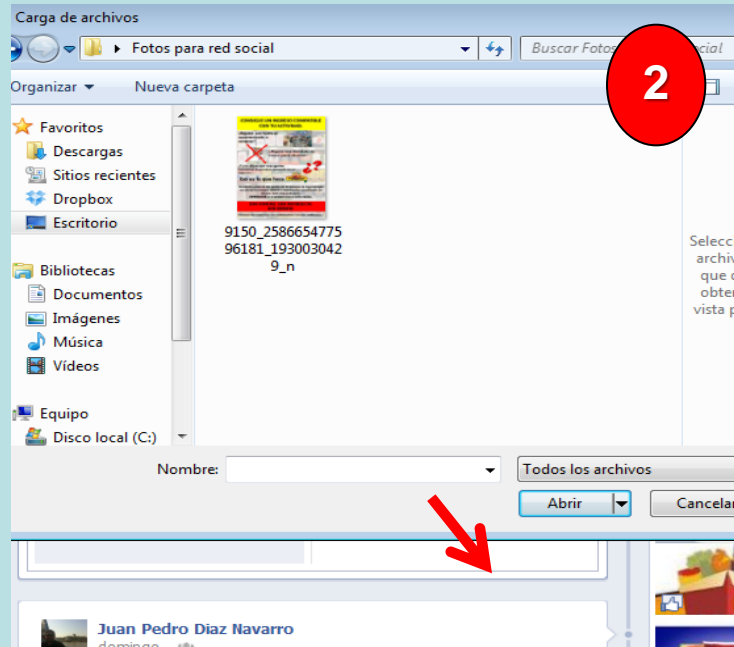 Carga de archivos
Fotos para red social
Buscar Fotos cial
2
Organizar
Nueva carpeta
Favoritos
Descargas
Sitios recientes
Dropbox
Escritorio
Bibliotecas
Documentos
Imágenes
Música
Vídeos
Equipo
Disco local (C:)
9150_2586654775
96181_193003042
9_n
Selecc
archiv
que
obter
vista p
Nombre:
Todos los archivos
Abrir
Cancelar
Juan Pedro Diaz Navarro
domingo